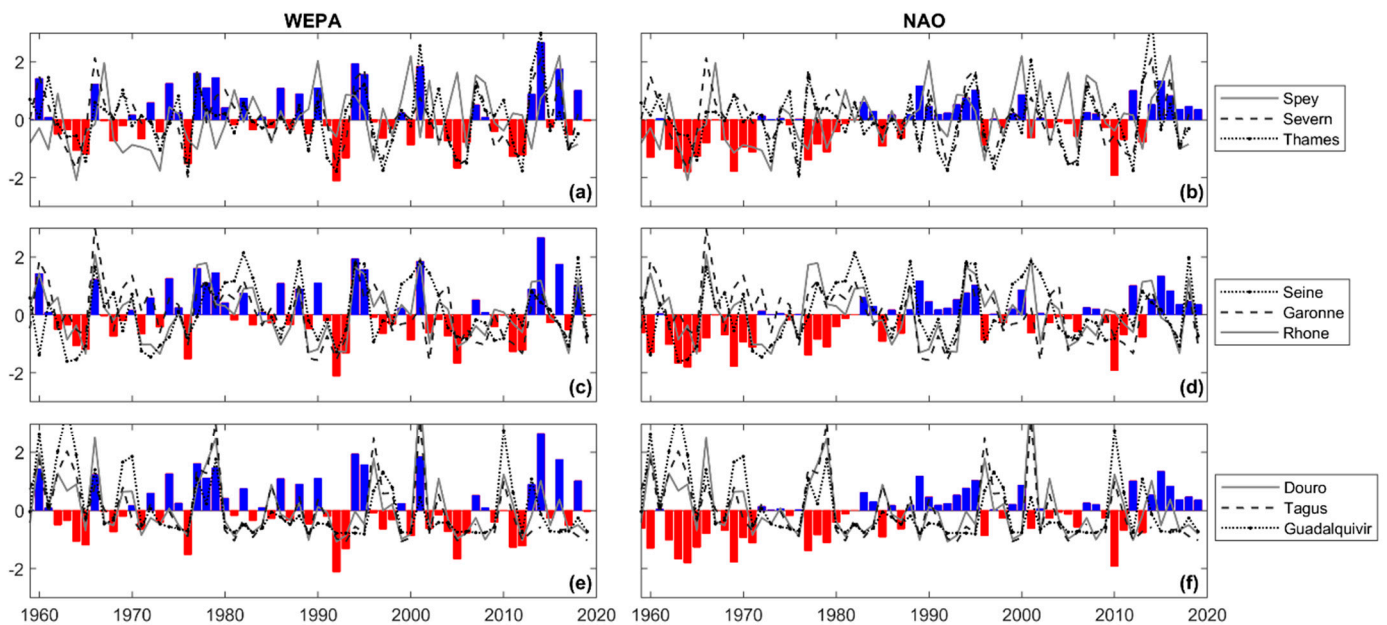 WEPA NAO
2
0
-2
(a) (b)
Spey
Severn
Thames
2
0
-2
(c) (d)
Seine
Garonne
Rhone
2
0
-2
(e) (f)
Douro
Tagus
Guadalquivir
1960 1970 1980 1990 2000 2010 2020 1960 1970 1980 1990 2000 2010 2020